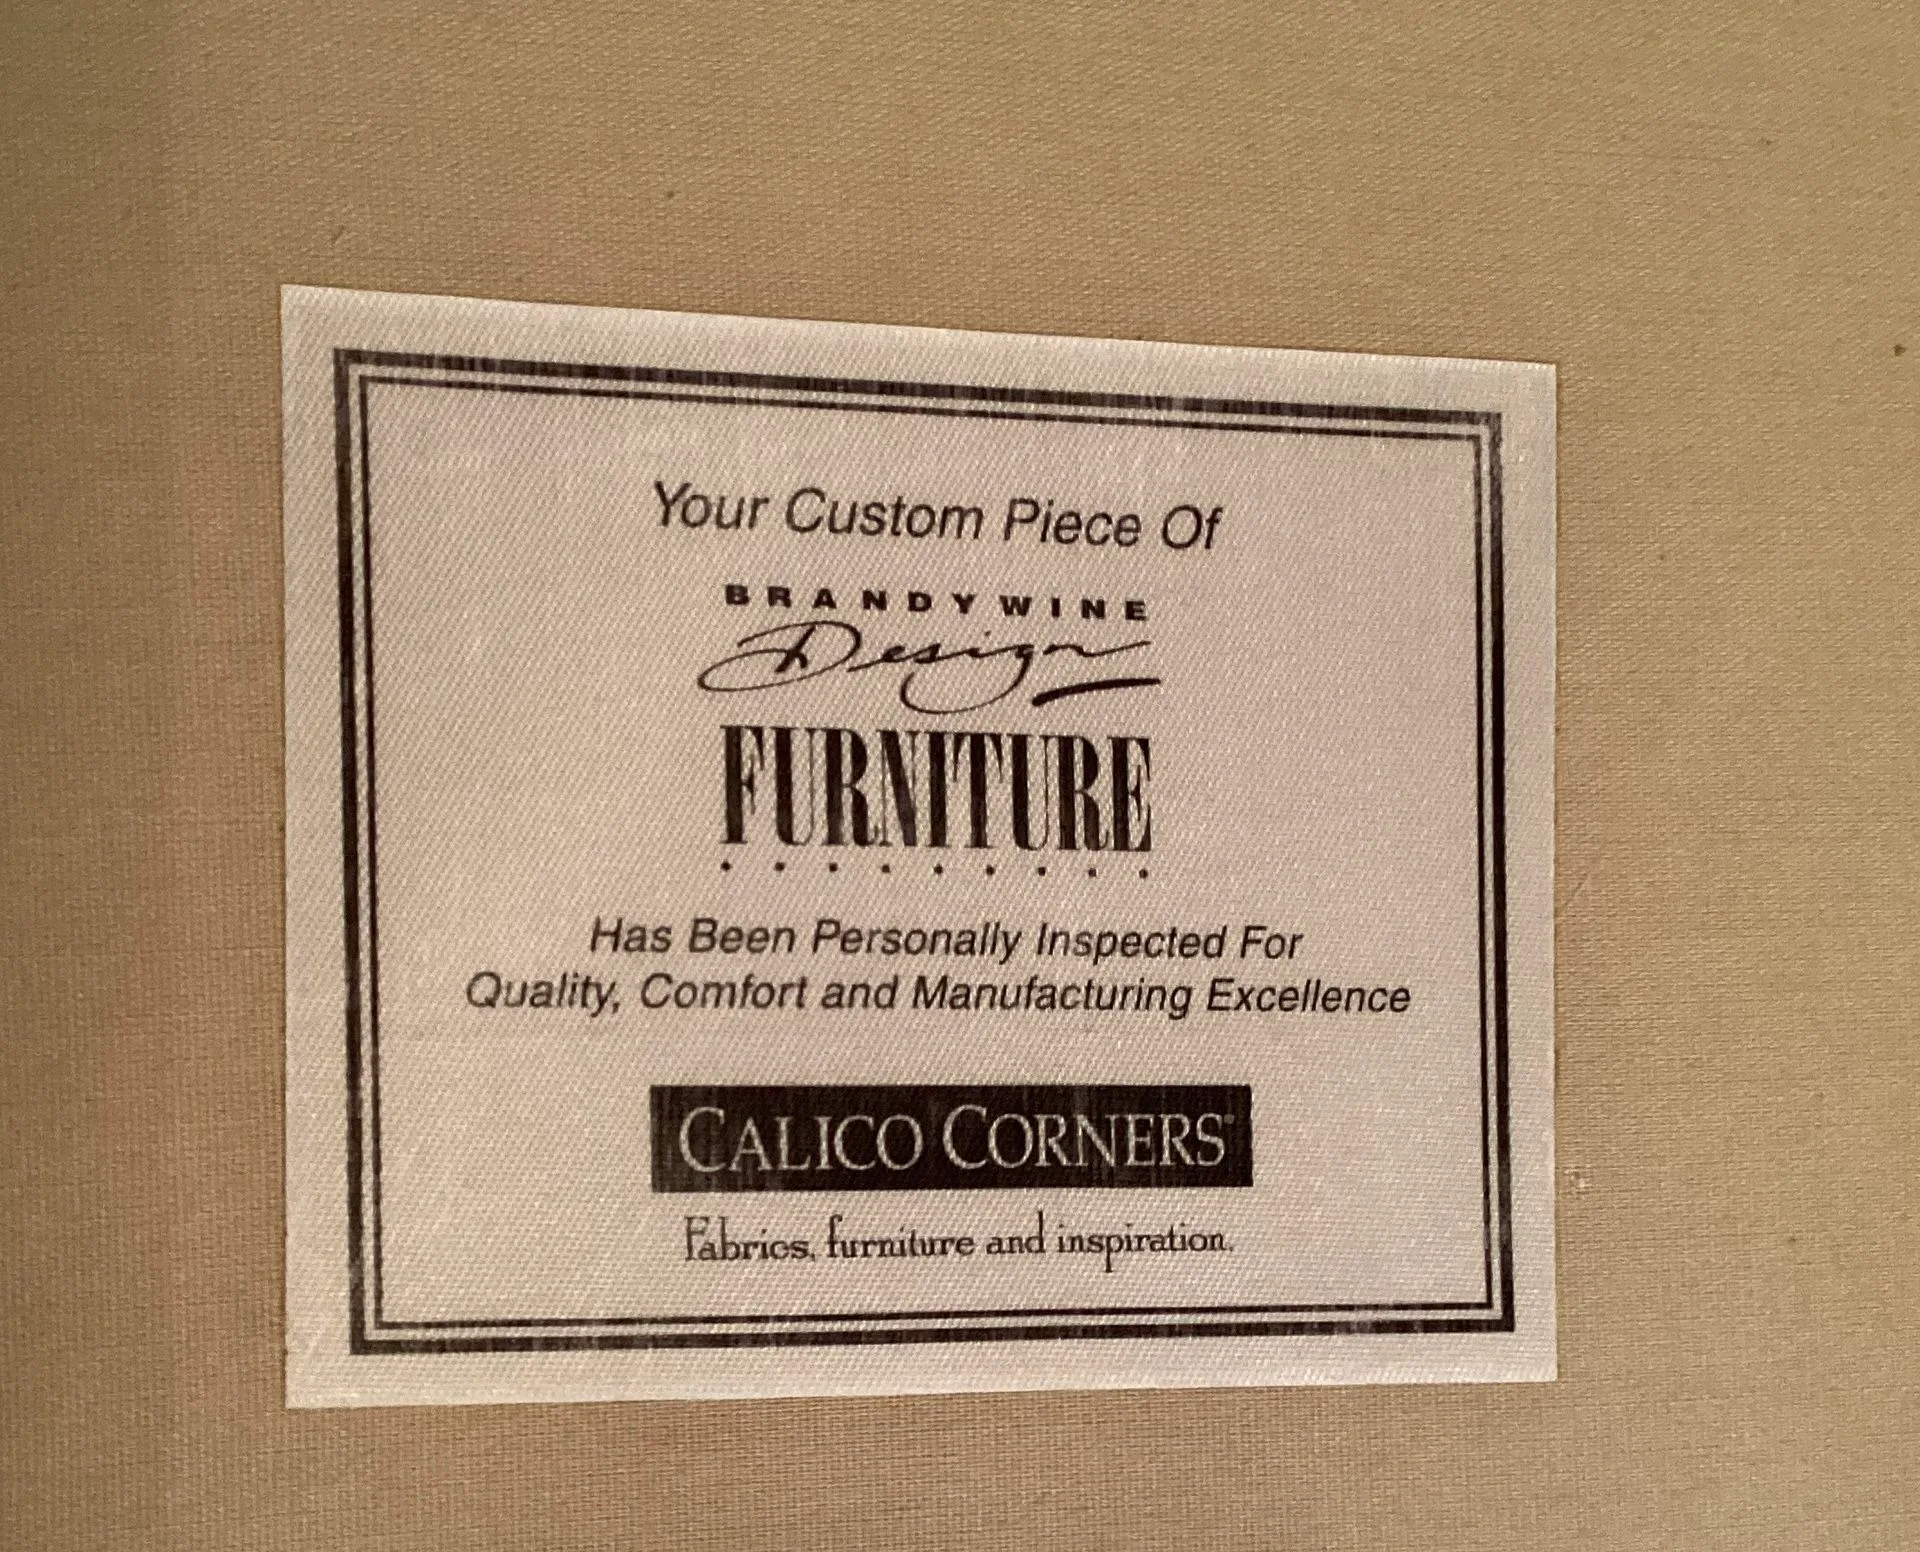 Your Custom Piece Of
BRANDYWINE
Design
FURNITURE
Has Been Personally Inspected For
Quality, Comfort and Manufacturing Excellence
CALICO CORNERS
Fabrics, furniture and inspiration.